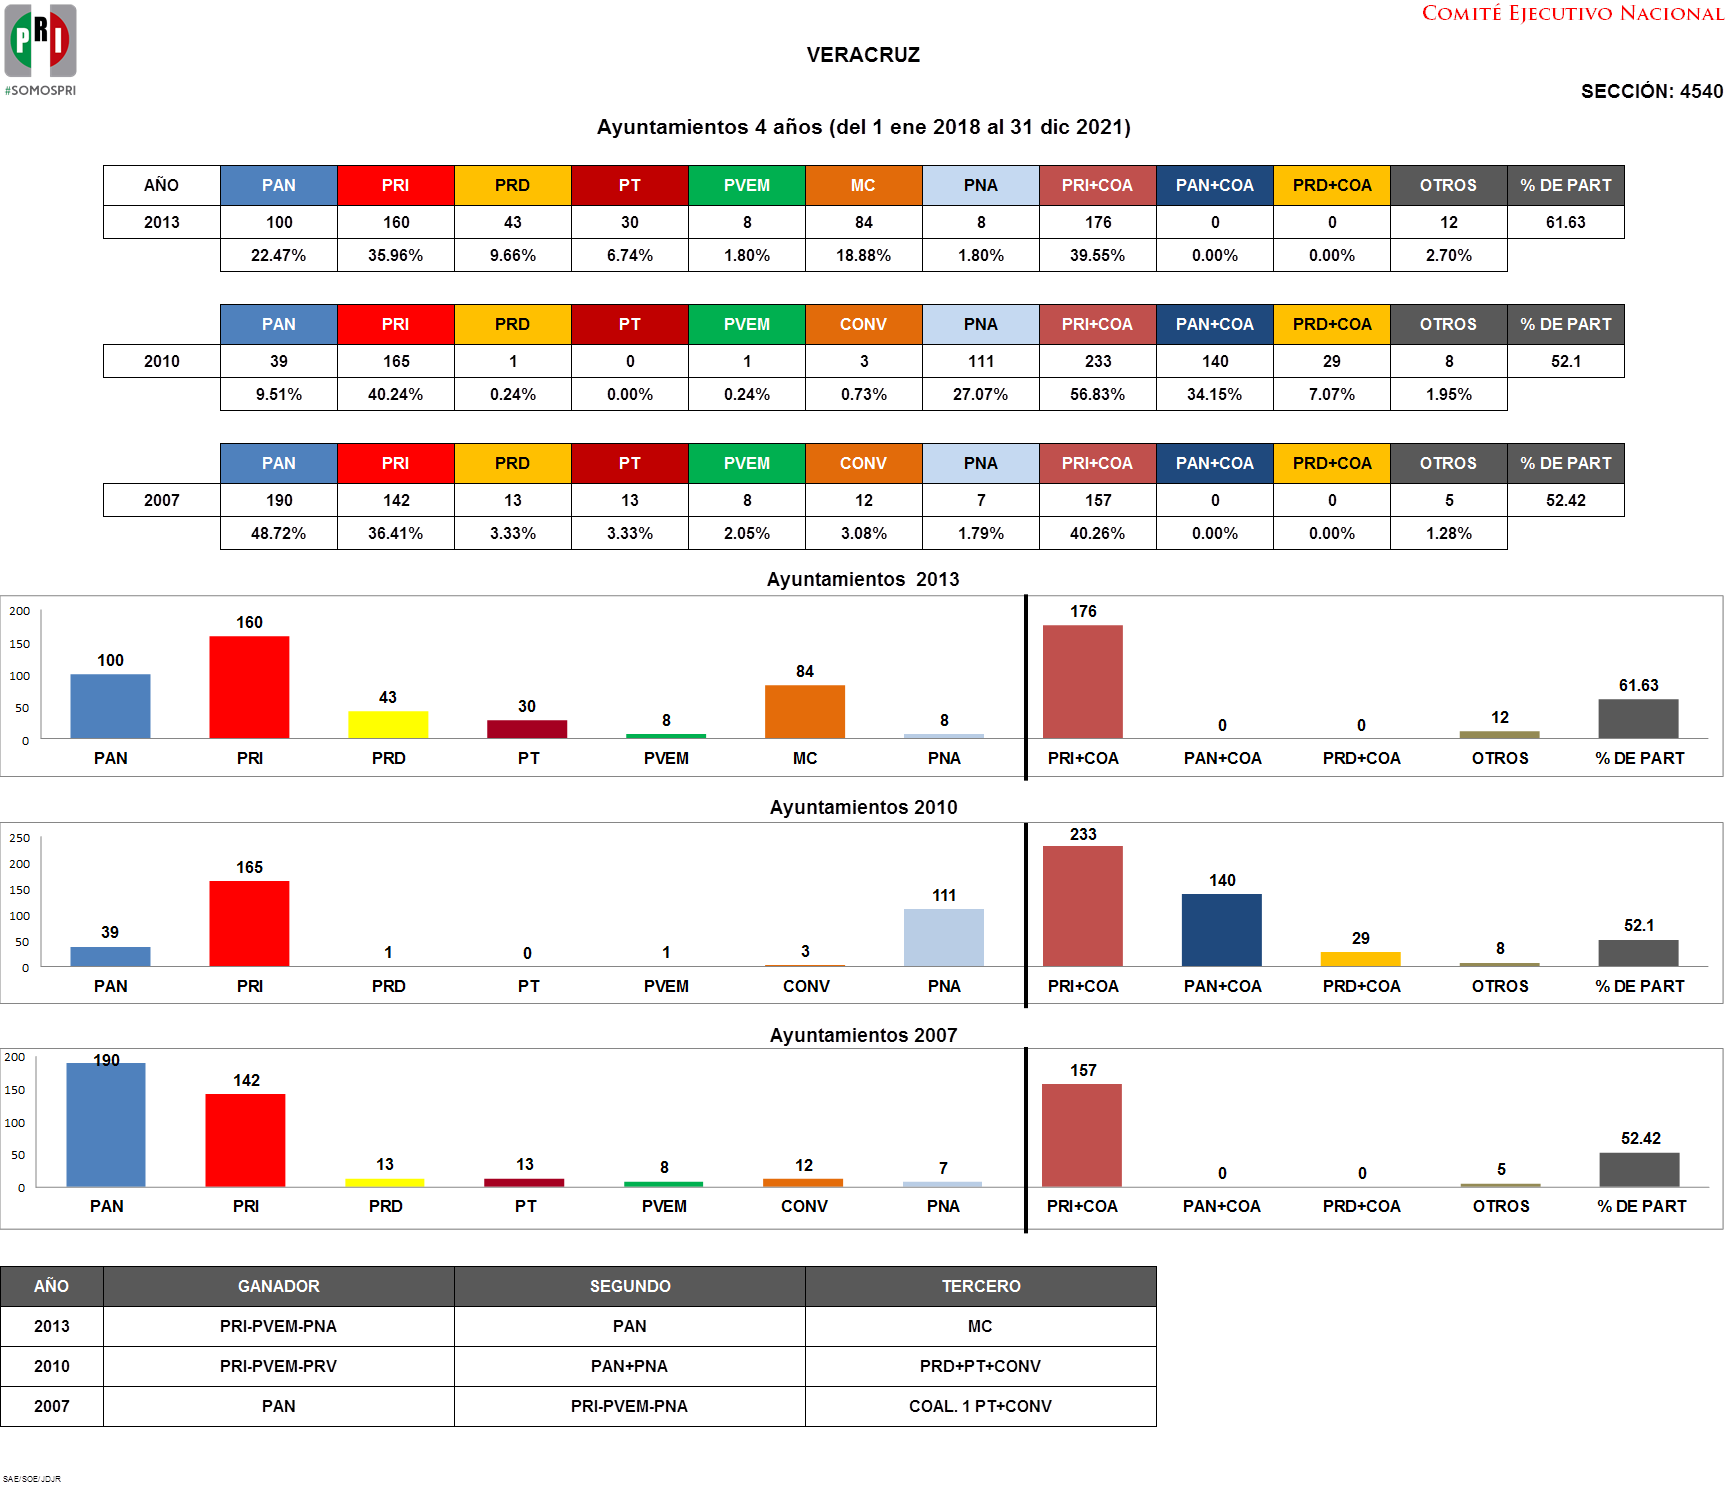 PRI
#SOMOSPRI
COMITÉ EJECUTIVO NACIONAL
VERACRUZ
SECCIÓN: 4540
Ayuntamientos 4 años (del 1 ene 2018 al 31 dic 2021)
AÑO PAN PRI PRD PT PVEM MC PNA PRI+COA PAN+COA PRD+COA OTROS % DE PART
2013 100 160 43 30 8 84 8 176 0 0 12 61.63
22.47% 35.96% 9.66% 6.74% 1.80% 18.88% 1.80% 39.55% 0.00% 0.00% 2.70%
PAN PRI PRD PT PVEM CONV PNA PRI+COA PAN+COA PRD+COA OTROS % DE PART
2010 39 165 1 0 1 3 111 233 140 29 8 52.1
9.51% 40.24% 0.24% 0.00% 0.24% 0.73% 27.07% 56.83% 34.15% 7.07% 1.95%
PAN PRI PRD PT PVEM CONV PNA PRI+COA PAN+COA PRD+COA OTROS % DE PART
2007 190 142 13 13 8 12 7 157 0 0 5 52.42
48.72% 36.41% 3.33% 3.33% 2.05% 3.08% 1.79% 40.26% 0.00% 0.00% 1.28%
Ayuntamientos 2013
200
150
100
50
0
100 160 43 30 8 84 8 176 0 0 12 61.63
PAN PRI PRD PT PVEM MC PNA PRI+COA PAN+COA PRD+COA OTROS % DE PART
Ayuntamientos 2010
250
200
150
100
50
0
39 165 1 0 1 3 111 233 140 29 8 52.1
PAN PRI PRD PT PVEM CONV PNA PRI+COA PAN+COA PRD+COA OTROS % DE PART
Ayuntamientos 2007
200
150
100
50
0
190 142 13 13 8 12 7 157 0 0 5 52.42
PAN PRI PRD PT PVEM CONV PNA PRI+COA PAN+COA PRD+COA OTROS % DE PART
AÑO GANADOR SEGUNDO TERCERO
2013 PRI-PVEM-PNA PAN MC
2010 PRI-PVEM-PRV PAN+PNA PRD+PT+CONV
2007 PAN PRI-PVEM-PNA COAL. 1 PT+CONV
SAE/SOE/JDJR